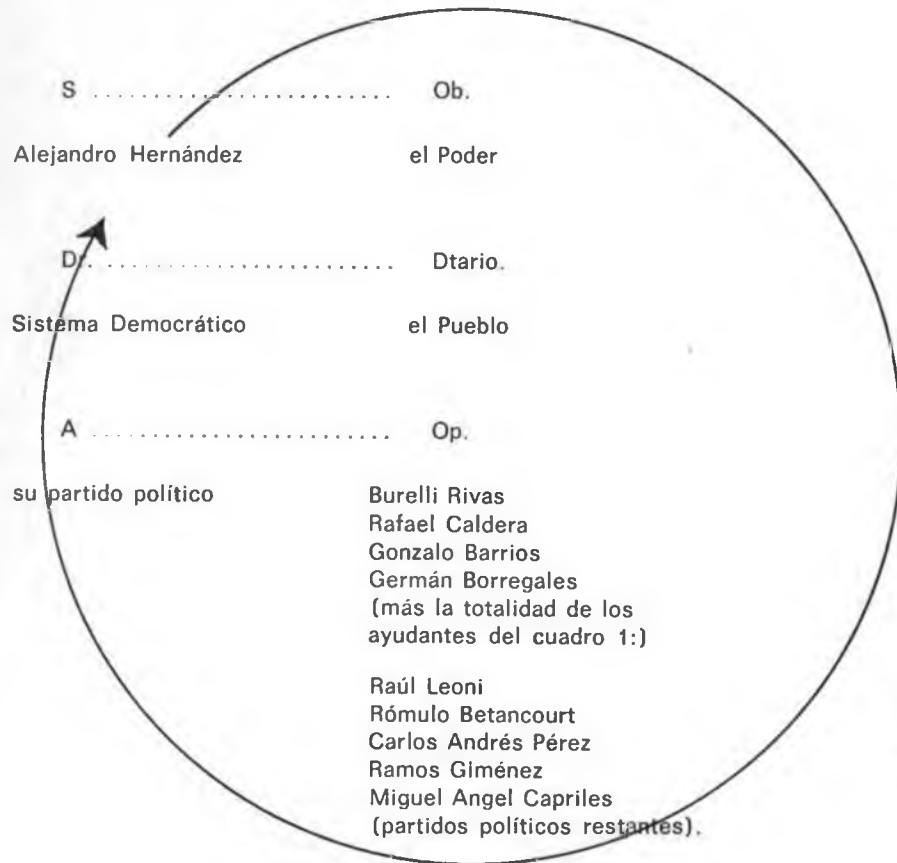 S ........................... Ob.
Alejandro Hernández el Poder
D ........................... Dtario.
Sistema Democrático el Pueblo
A ........................... Op.
su partido político Burelli Rivas
Rafael Caldera
Gonzalo Barrios
Germán Borregales
(más la totalidad de los
ayudantes del cuadro 1:)
Raúl Leoni
Rómulo Betancourt
Carlos Andrés Pérez
Ramos Giménez
Miguel Angel Capriles
(partidos políticos restantes).